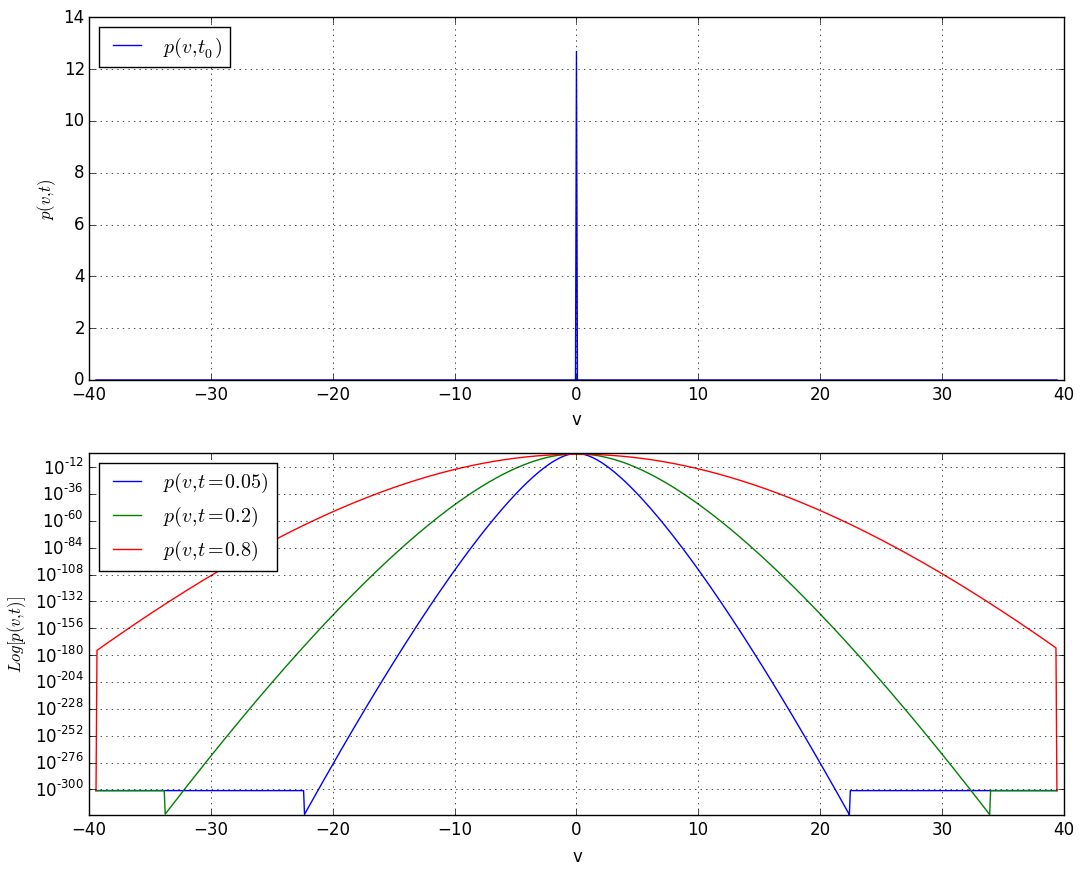 14
12
10
8
6
4
2
0
p(v,t)
p(v,t₀)
−40 −30 −20 −10 0 10 20 30 40
v
10⁻¹²
10⁻³⁶
10⁻⁶⁰
10⁻⁸⁴
10⁻¹⁰⁸
10⁻¹³²
10⁻¹⁵⁶
10⁻¹⁸⁰
10⁻²⁰⁴
10⁻²²⁸
10⁻²⁵²
10⁻²⁷⁶
10⁻³⁰⁰
Log[p(v,t)]
p(v,t=0.05)
p(v,t=0.2)
p(v,t=0.8)
−40 −30 −20 −10 0 10 20 30 40
v